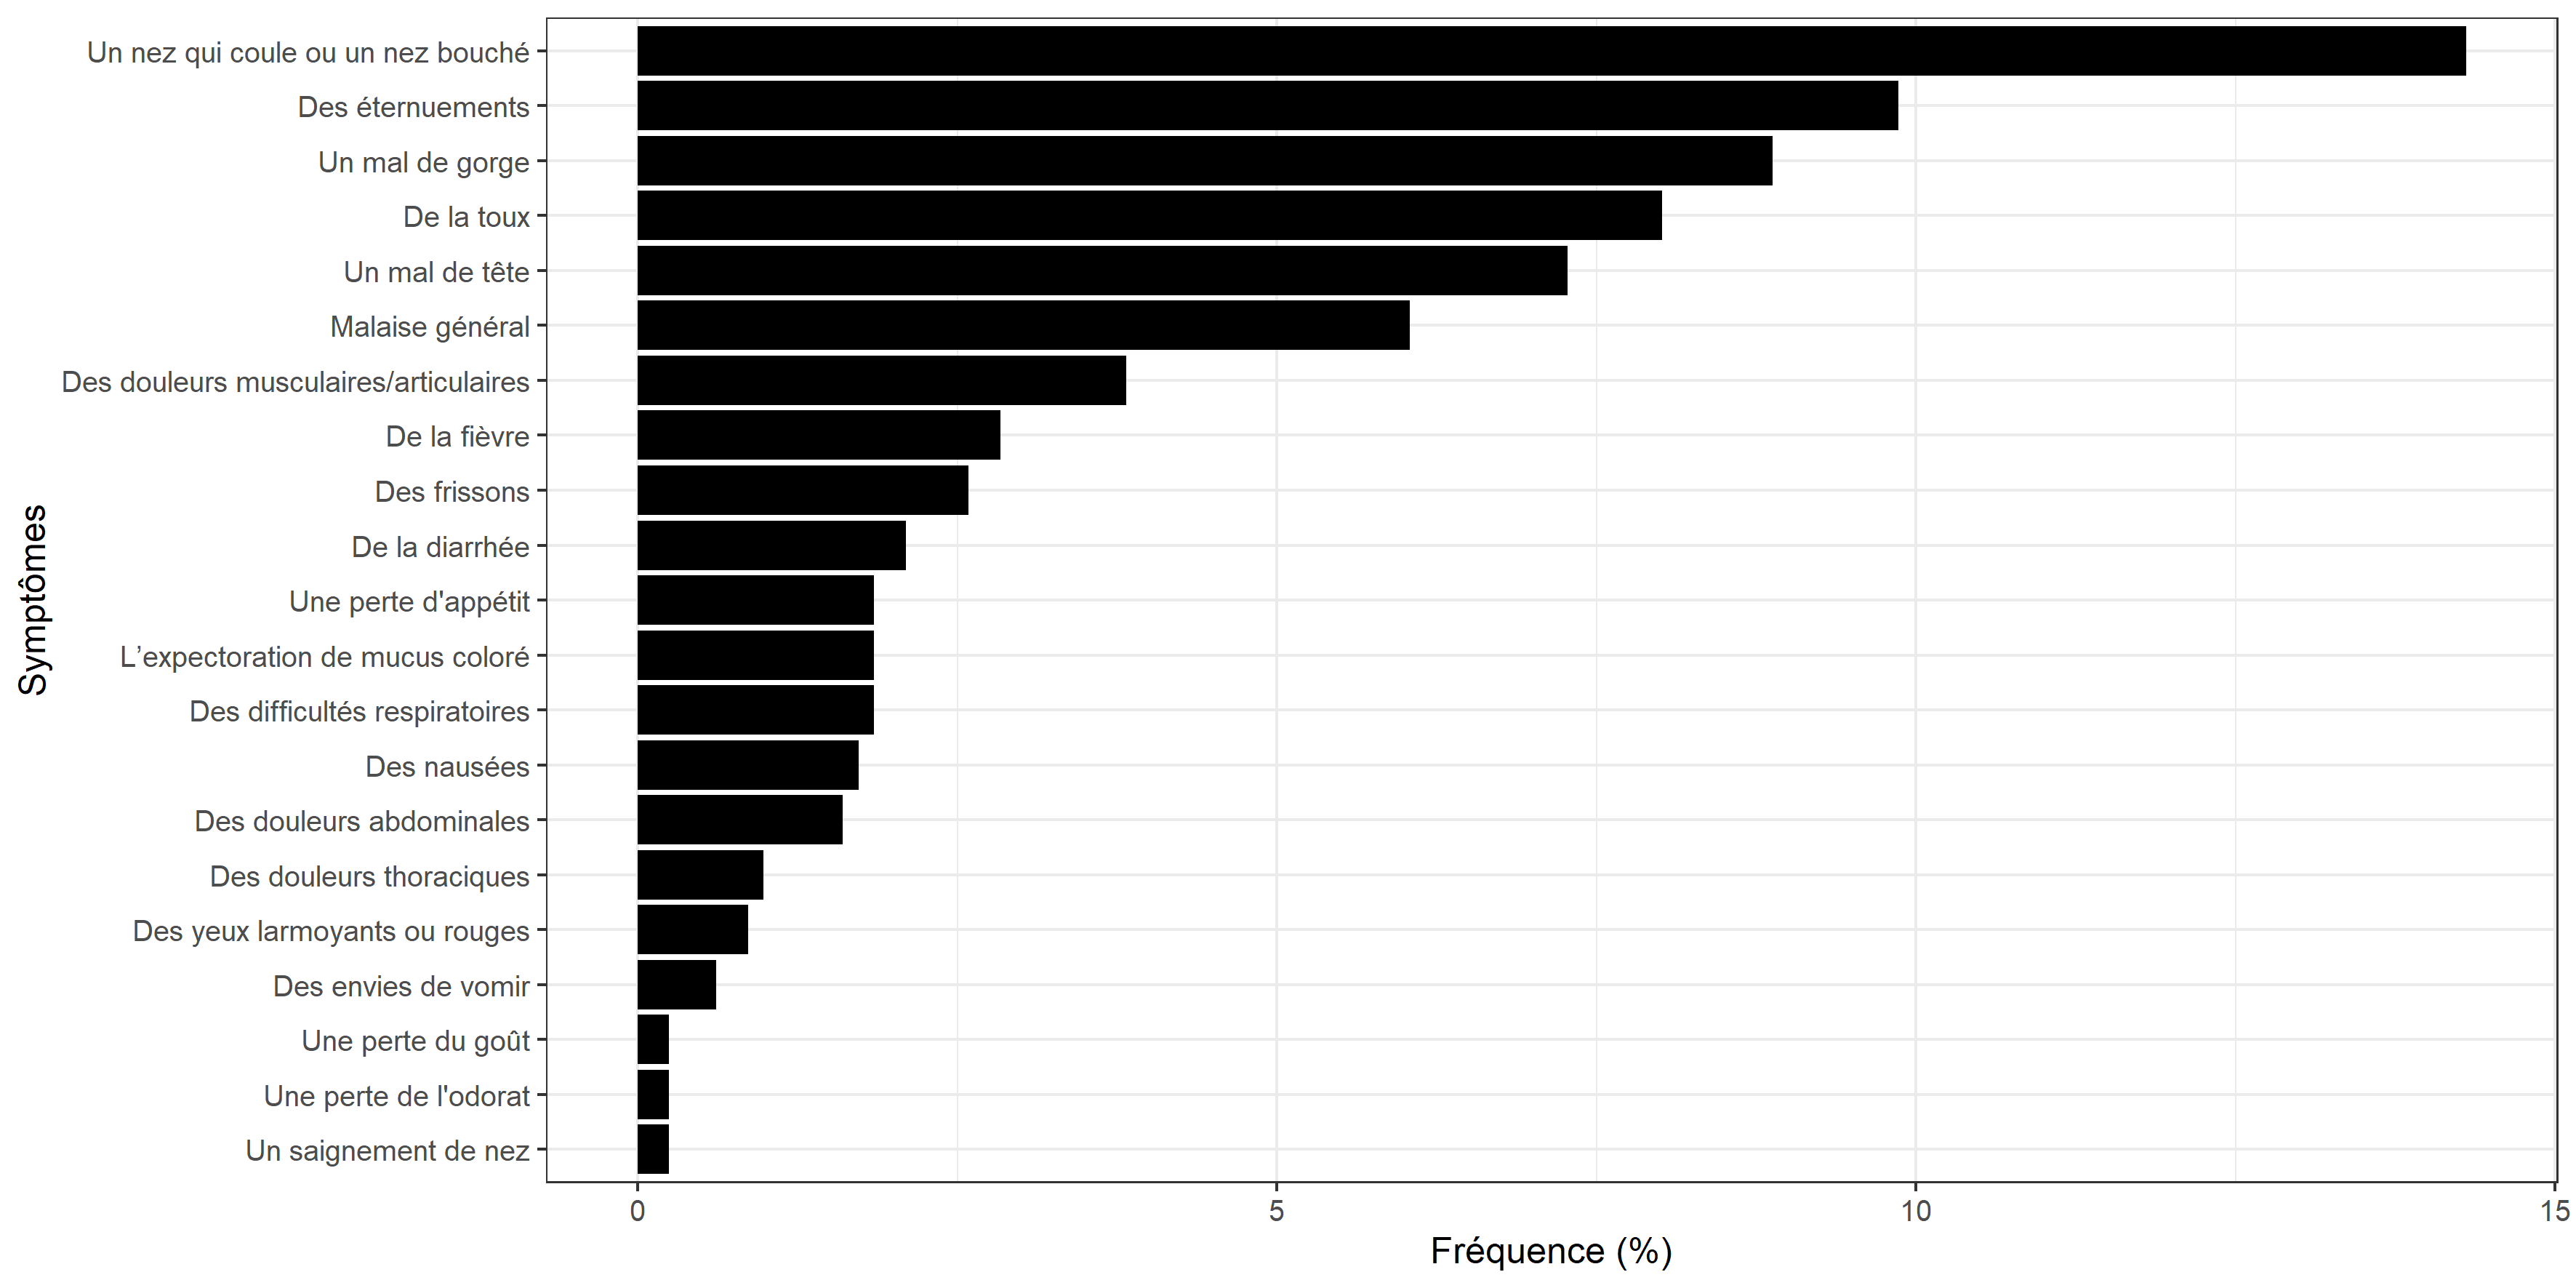 Symptômes
Un nez qui coule ou un nez bouché
Des éternuements
Un mal de gorge
De la toux
Un mal de tête
Malaise général
Des douleurs musculaires/articulaires
De la fièvre
Des frissons
De la diarrhée
Une perte d'appétit
L’expectoration de mucus coloré
Des difficultés respiratoires
Des nausées
Des douleurs abdominales
Des douleurs thoraciques
Des yeux larmoyants ou rouges
Des envies de vomir
Une perte du goût
Une perte de l'odorat
Un saignement de nez
0 5 10 15
Fréquence (%)